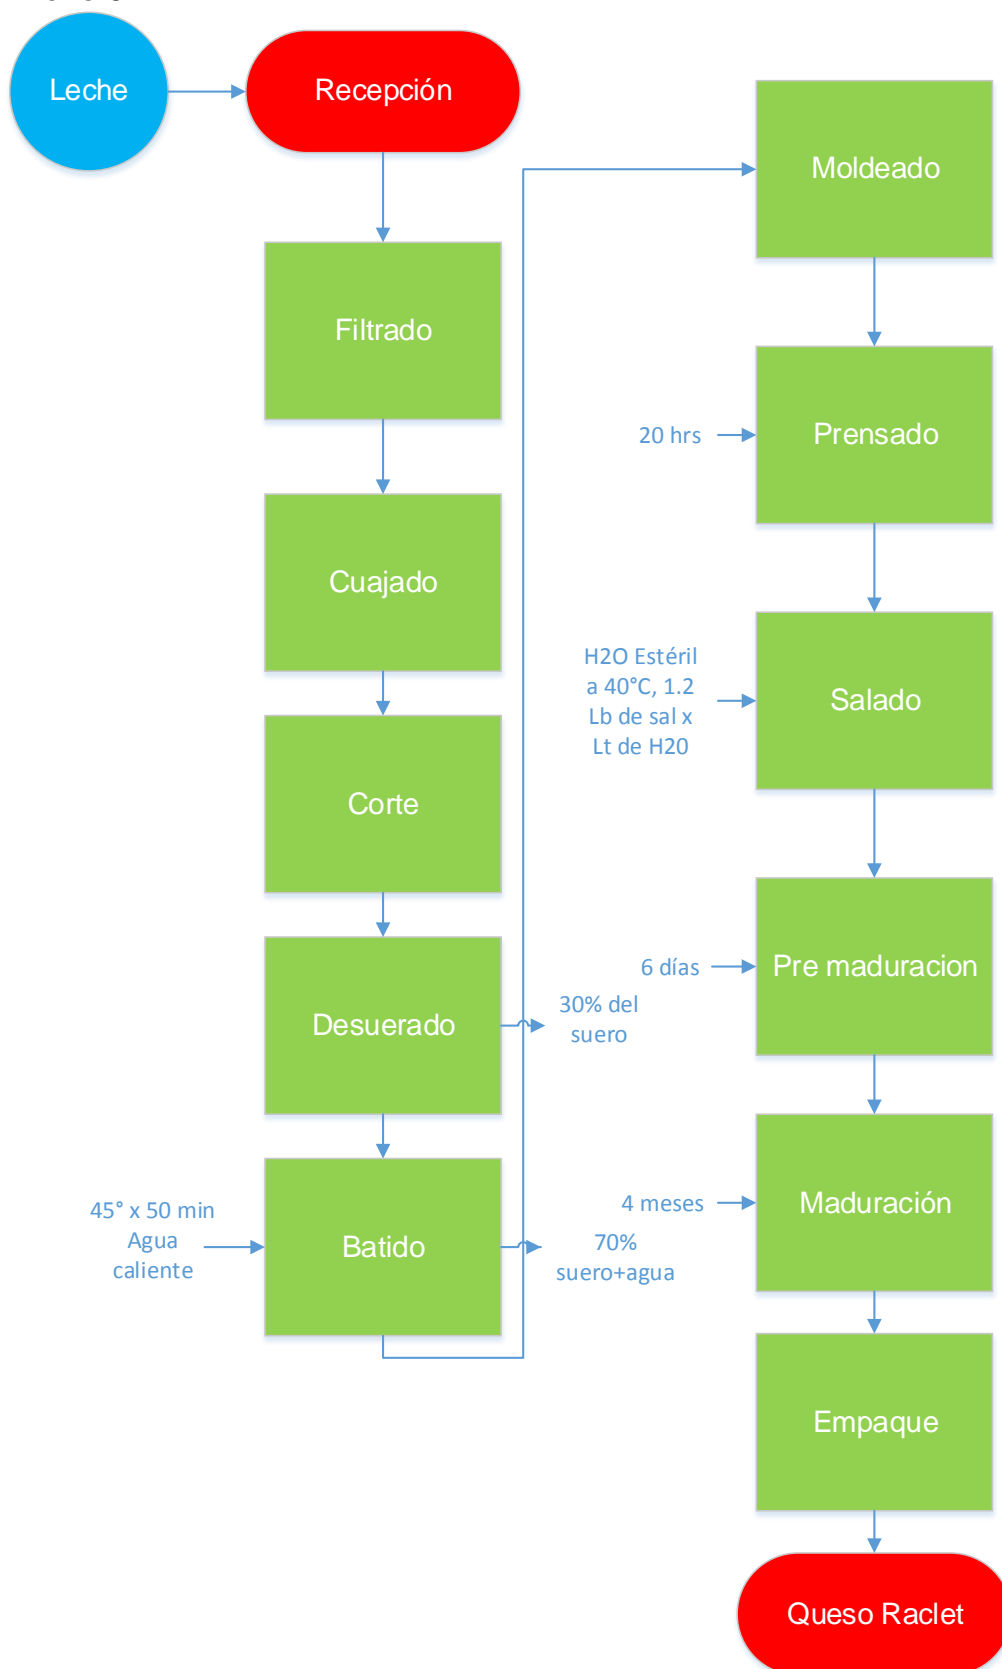 Leche
Recepción
Filtrado
Cuajado
Corte
Desuerado
30% del
suero
45° x 50 min
Agua
caliente
Batido
70%
suero+agua
Moldeado
20 hrs
Prensado
H2O Estéril
a 40°C, 1.2
Lb de sal x
Lt de H20
Salado
6 días
Pre maduracion
4 meses
Maduración
Empaque
Queso Raclet